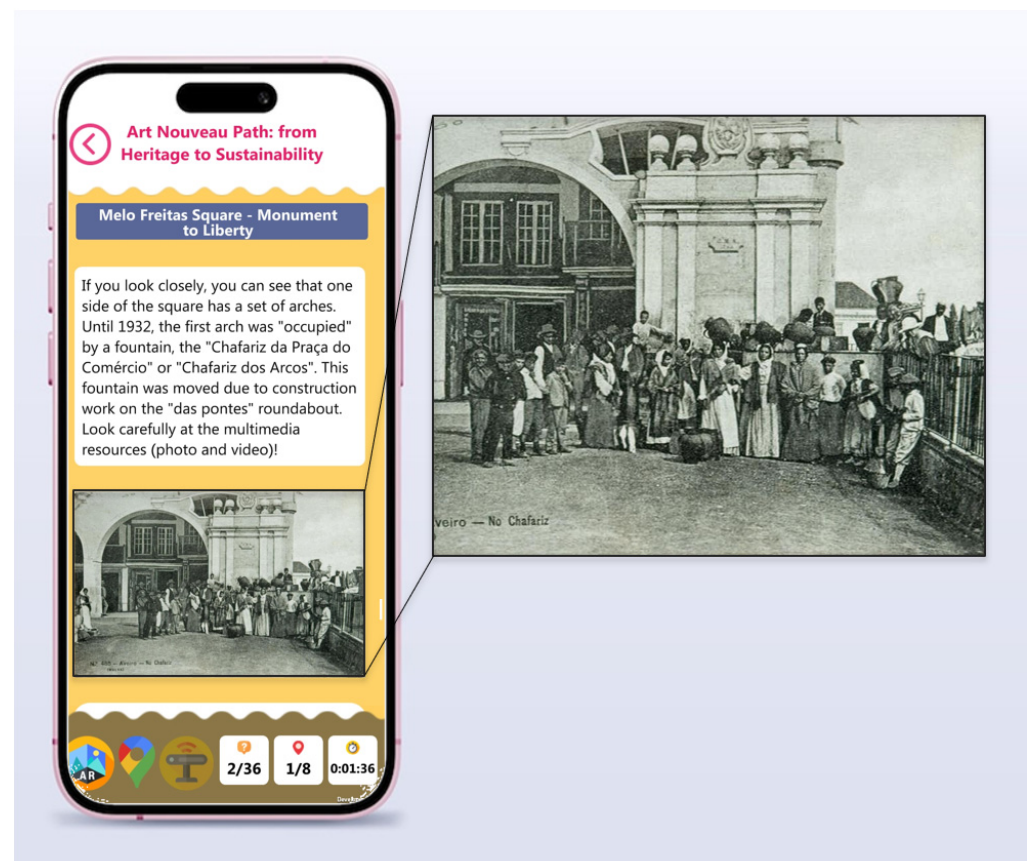 Art Nouveau Path: from
Heritage to Sustainability
Melo Freitas Square - Monument
to Liberty
If you look closely, you can see that one
side of the square has a set of arches.
Until 1932, the first arch was "occupied"
by a fountain, the "Chafariz da Praça do
Comércio" or "Chafariz dos Arcos". This
fountain was moved due to construction
work on the "das pontes" roundabout.
Look carefully at the multimedia
resources (photo and video)!
Aveiro — No Chafariz
AR
2/36
1/8
0:01:36
veiro — No Chafariz